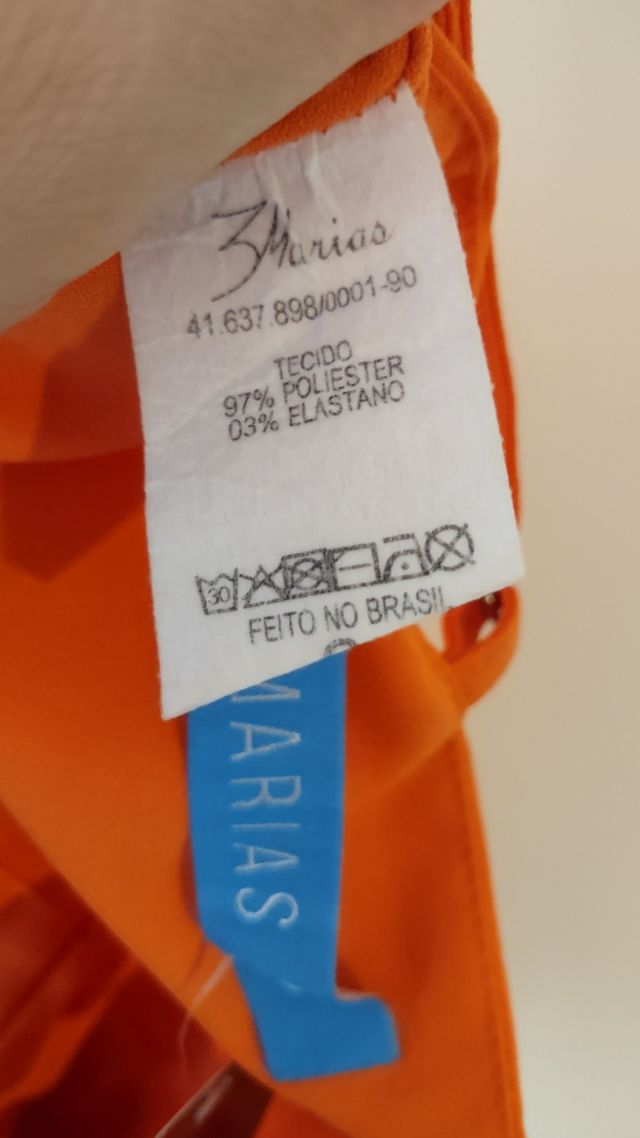 3Marias
41.637.898/0001-90
TECIDO
97% POLIESTER
03% ELASTANO
30
FEITO NO BRASIL
MARIAS